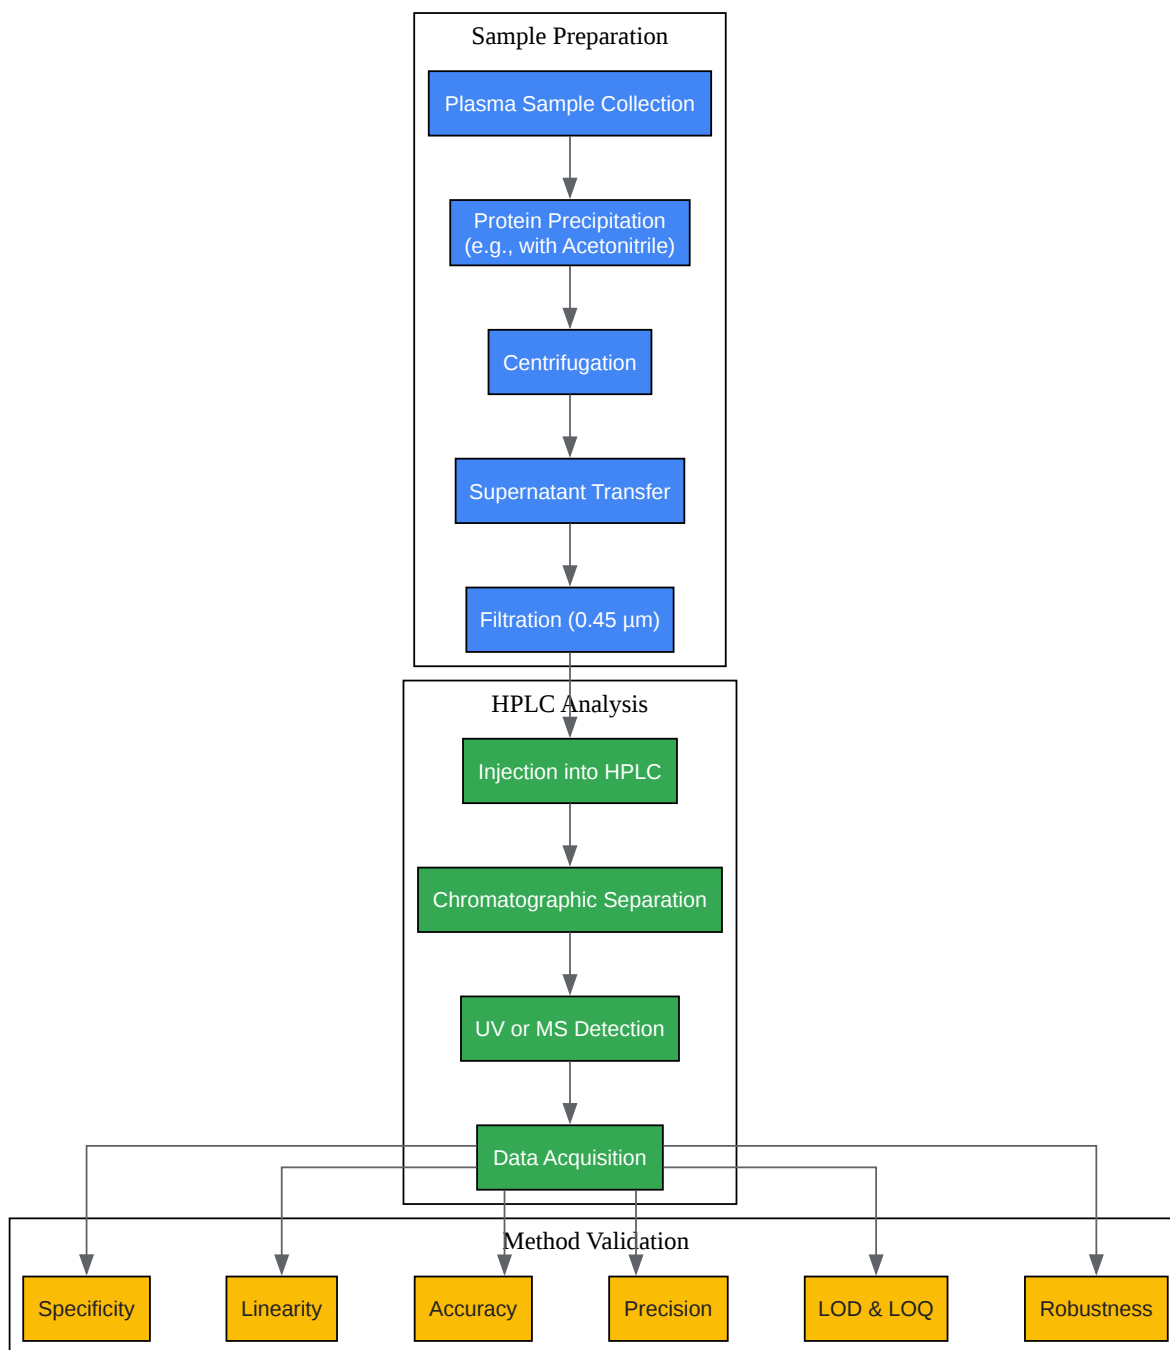 Sample Preparation
Plasma Sample Collection
Protein Precipitation
(e.g., with Acetonitrile)
Centrifugation
Supernatant Transfer
Filtration (0.45 µm)
HPLC Analysis
Injection into HPLC
Chromatographic Separation
UV or MS Detection
Data Acquisition
Method Validation
Specificity
Linearity
Accuracy
Precision
LOD & LOQ
Robustness